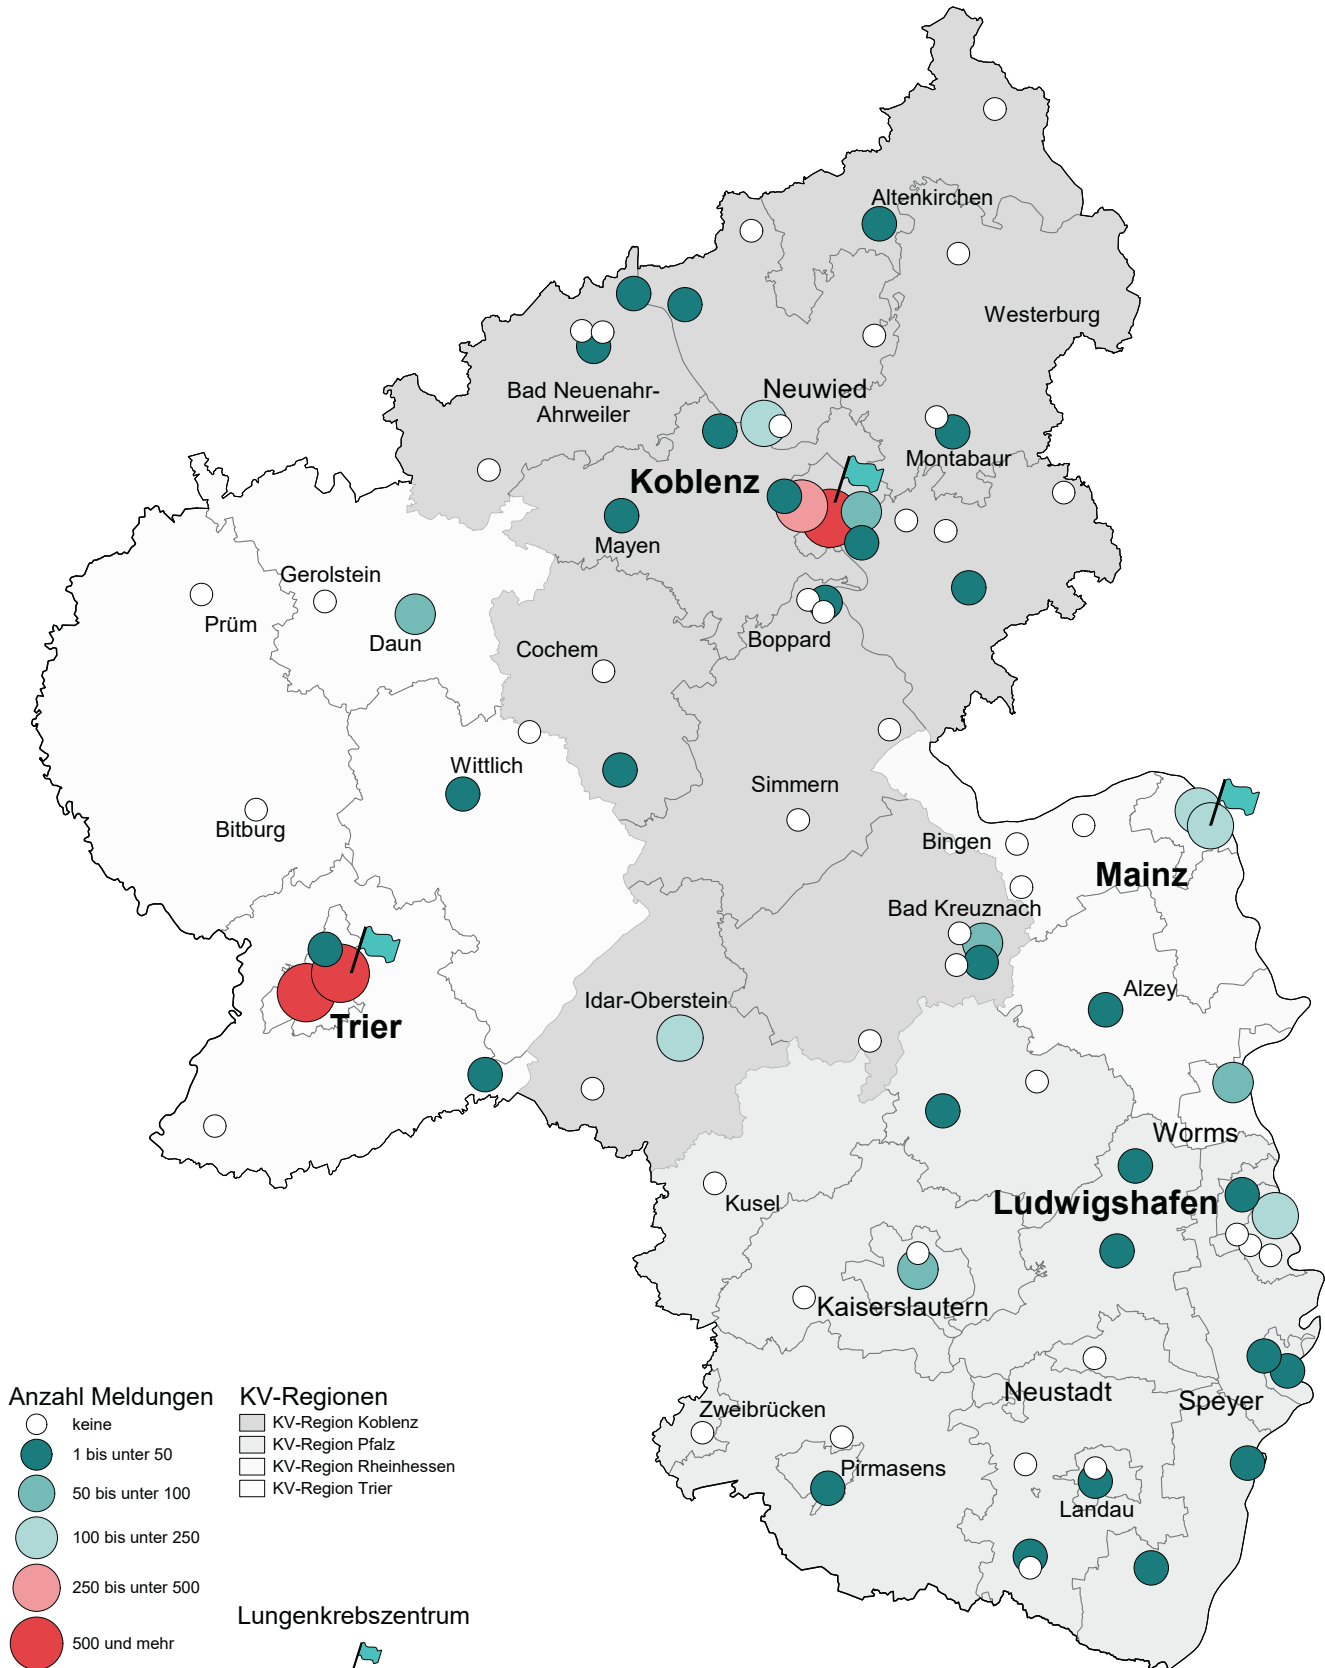 Altenkirchen
Westerburg
Bad Neuenahr-
Ahrweiler
Neuwied
Montabaur
Koblenz
Mayen
Gerolstein
Prüm
Daun
Boppard
Cochem
Wittlich
Simmern
Bitburg
Bingen
Mainz
Bad Kreuznach
Alzey
Idar-Oberstein
Trier
Worms
Kusel
Ludwigshafen
Kaiserslautern
Neustadt
Speyer
Zweibrücken
Pirmasens
Landau
Anzahl Meldungen
keine
1 bis unter 50
50 bis unter 100
100 bis unter 250
250 bis unter 500
500 und mehr
KV-Regionen
KV-Region Koblenz
KV-Region Pfalz
KV-Region Rheinhessen
KV-Region Trier
Lungenkrebszentrum